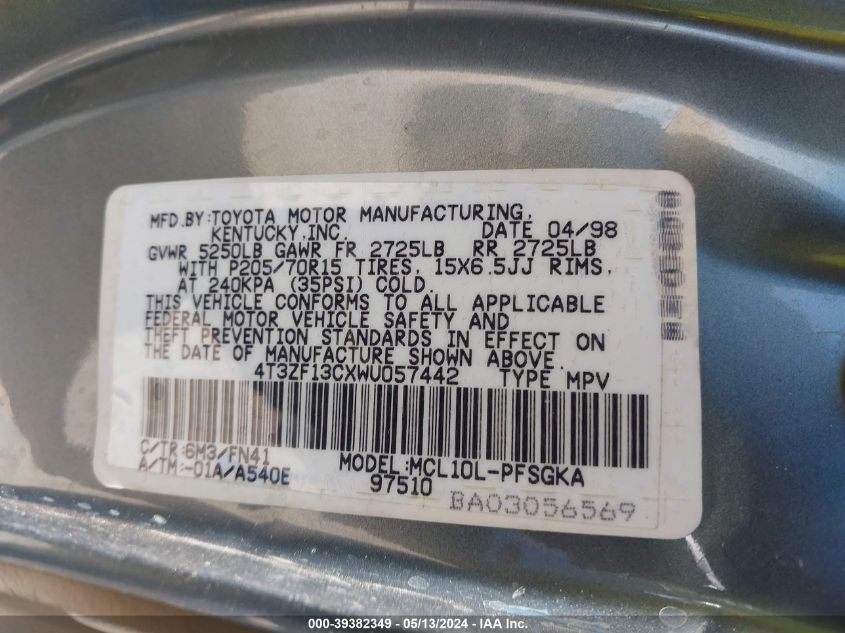 MFD.BY:TOYOTA MOTOR MANUFACTURING,
KENTUCKY,INC. DATE 04/98
GVWR 5250LB GAWR FR 2725LB RR 2725LB
WITH P205/70R15 TIRES, 15X6.5JJ RIMS,
AT 240KPA (35PSI) COLD.
THIS VEHICLE CONFORMS TO ALL APPLICABLE
FEDERAL MOTOR VEHICLE SAFETY AND
THEFT PREVENTION STANDARDS IN EFFECT ON
THE DATE OF MANUFACTURE SHOWN ABOVE.
4T3ZF13CXWU057442 TYPE MPV
C/TR:6M3/FN41 MODEL:MCL10L-PFSGKA
A/TM:-01A/A540E 97510
BA03056569
000-39382349 - 05/13/2024 - IAA, Inc.